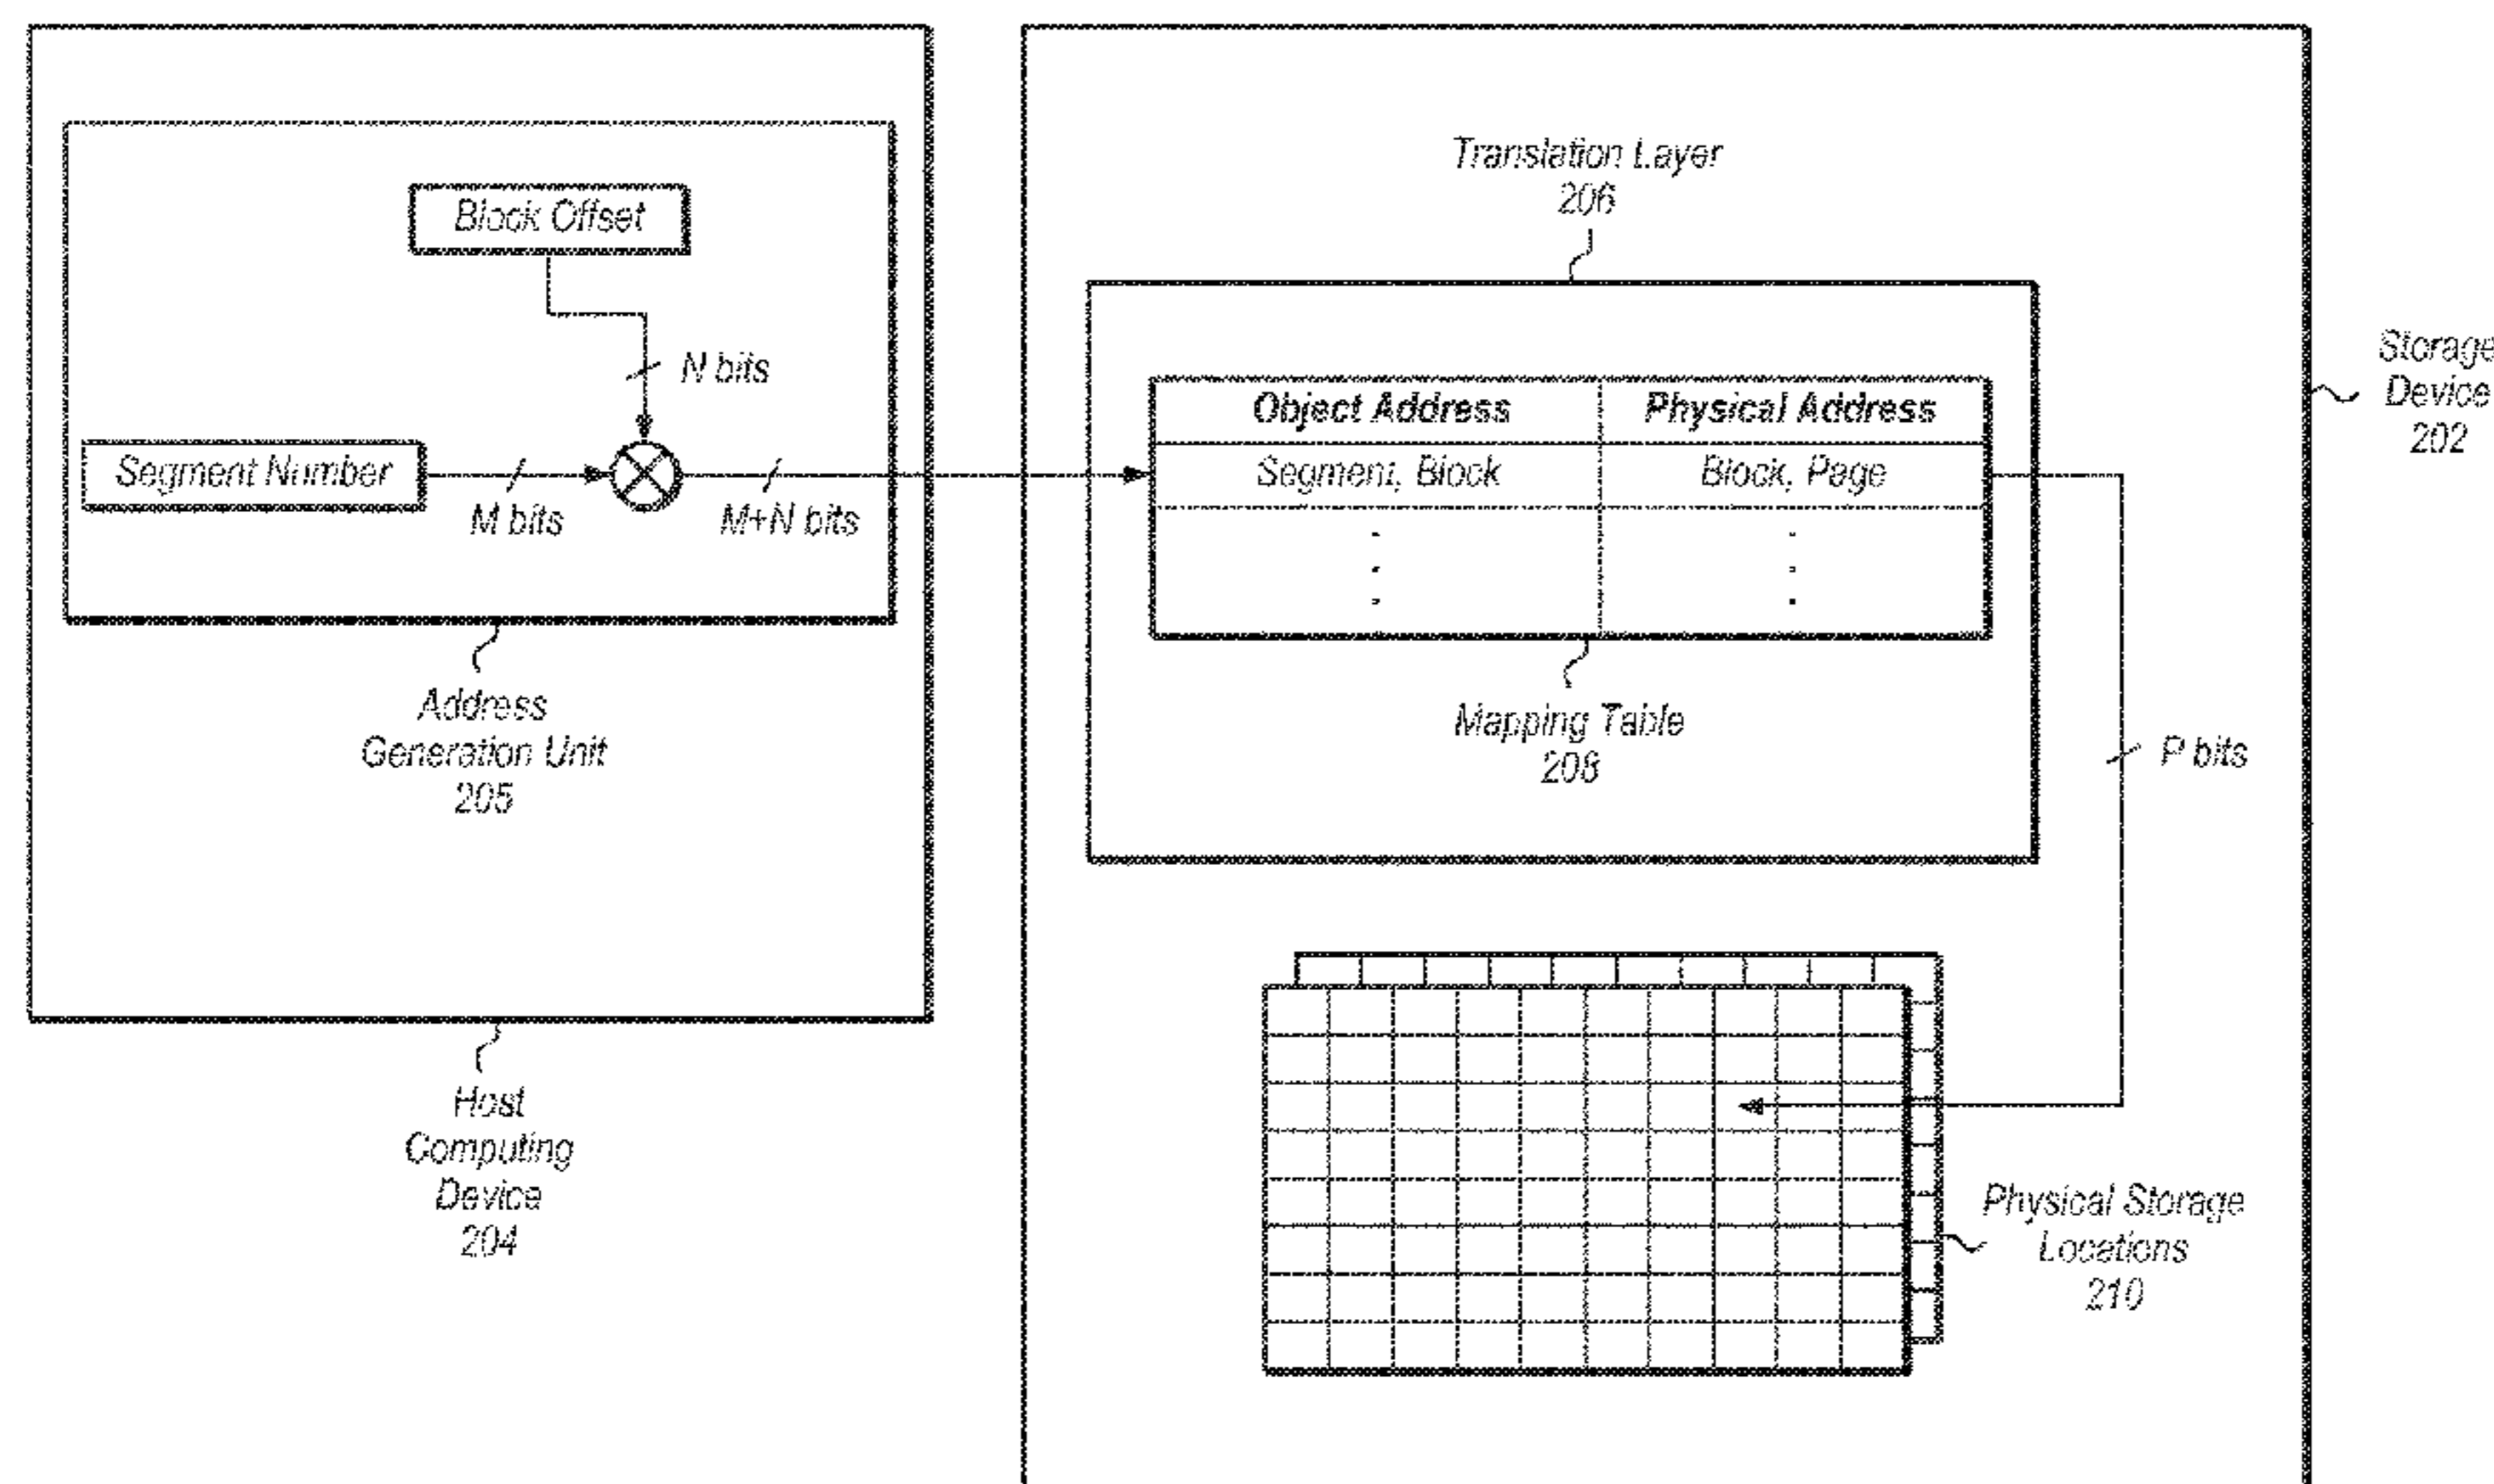 Block Offset
N bits
Segment Number
M bits
M+N bits
Address
Generation Unit
205
Host
Computing
Device
204
Translation Layer
206
Object Address Physical Address
Segment, Block Block, Page
Mapping Table
208
P bits
Storage
Device
202
Physical Storage
Locations
210